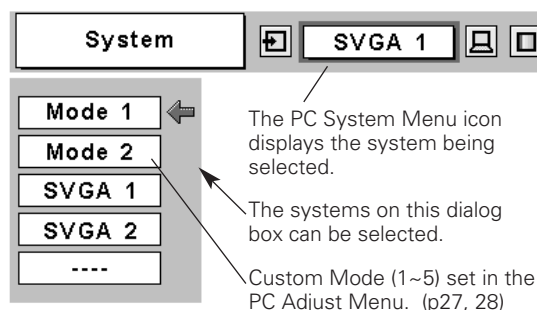 System
SVGA 1
Mode 1
Mode 2
SVGA 1
SVGA 2
----
The PC System Menu icon
displays the system being
selected.
The systems on this dialog
box can be selected.
Custom Mode (1~5) set in the
PC Adjust Menu.  (p27, 28)